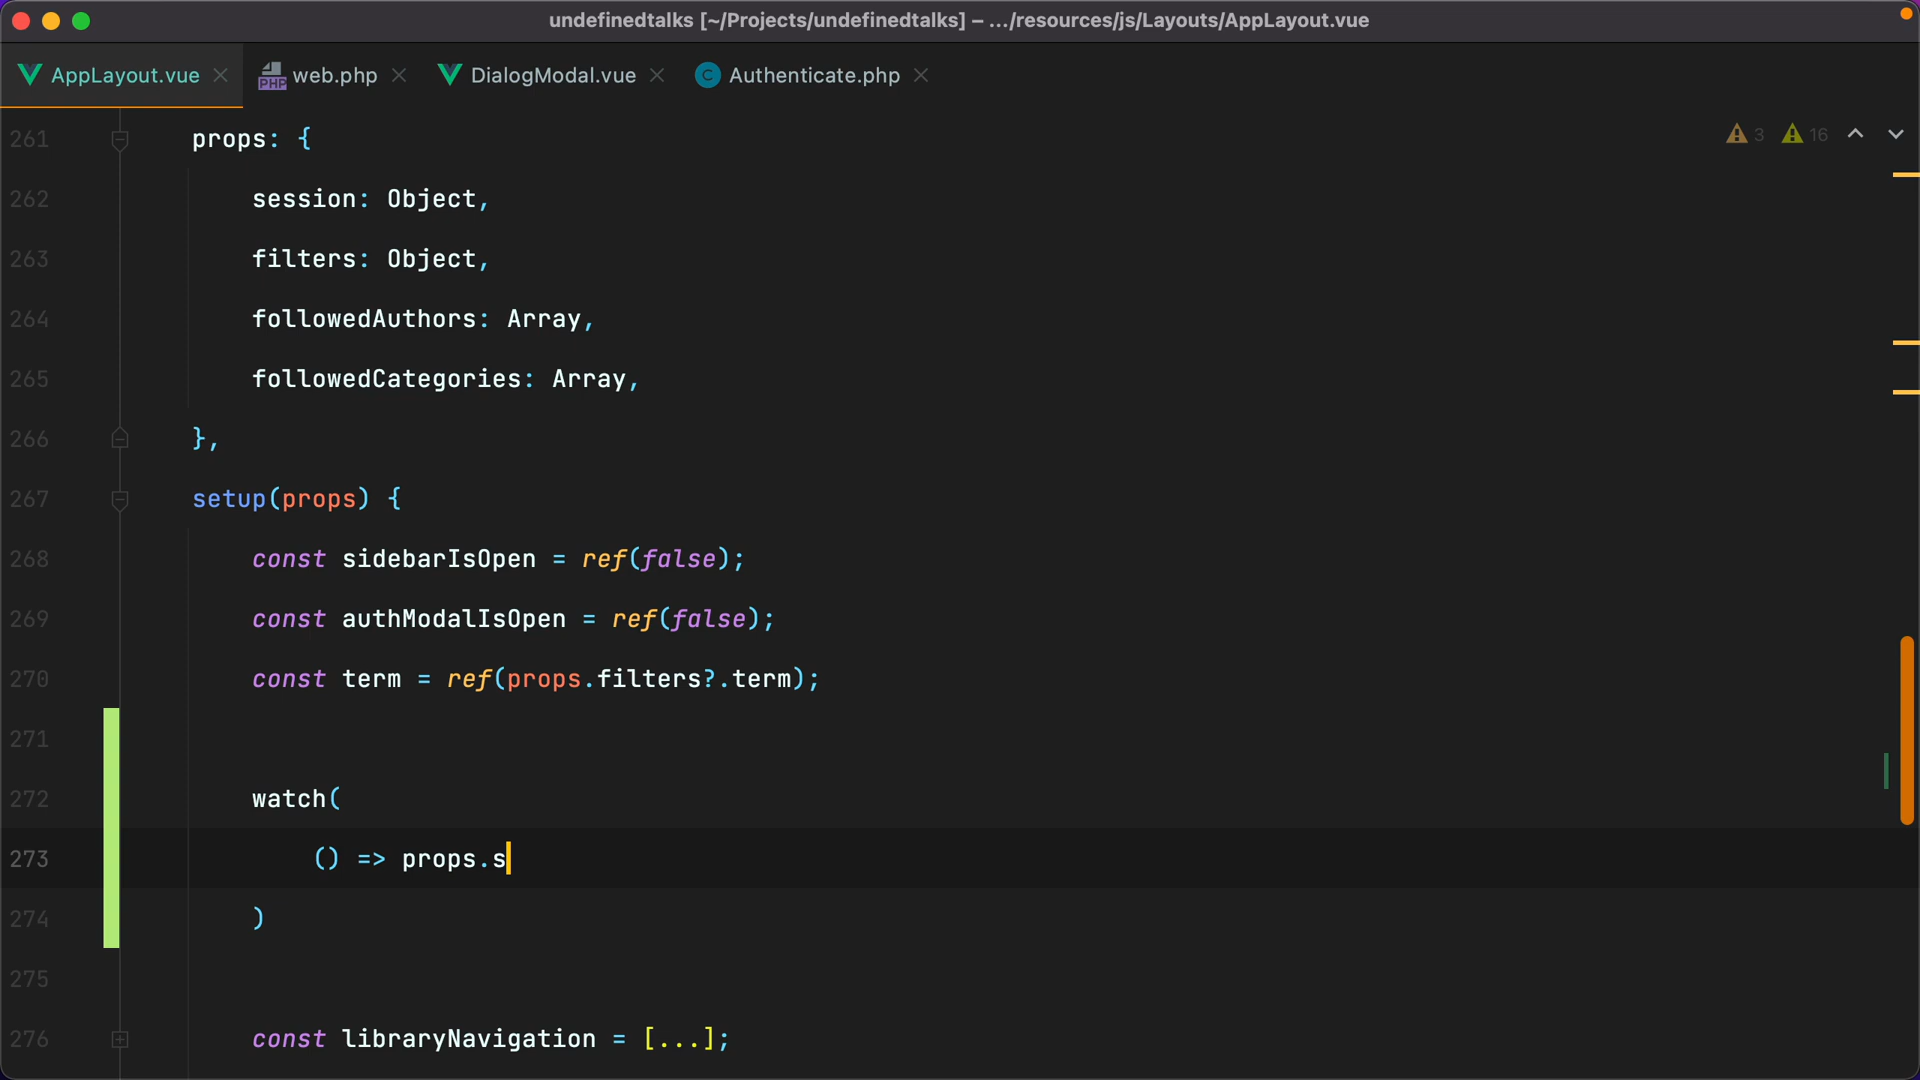 undefinedtalks [~/Projects/undefinedtalks] – .../resources/js/Layouts/AppLayout.vue
AppLayout.vue
PHP web.php
DialogModal.vue
C Authenticate.php
3 16
261 props: {
262 session: Object,
263 filters: Object,
264 followedAuthors: Array,
265 followedCategories: Array,
266 },
267 setup(props) {
268 const sidebarIsOpen = ref(false);
269 const authModalIsOpen = ref(false);
270 const term = ref(props.filters?.term);
271
272 watch(
273 () => props.s
274 )
275
276 const libraryNavigation = [...];